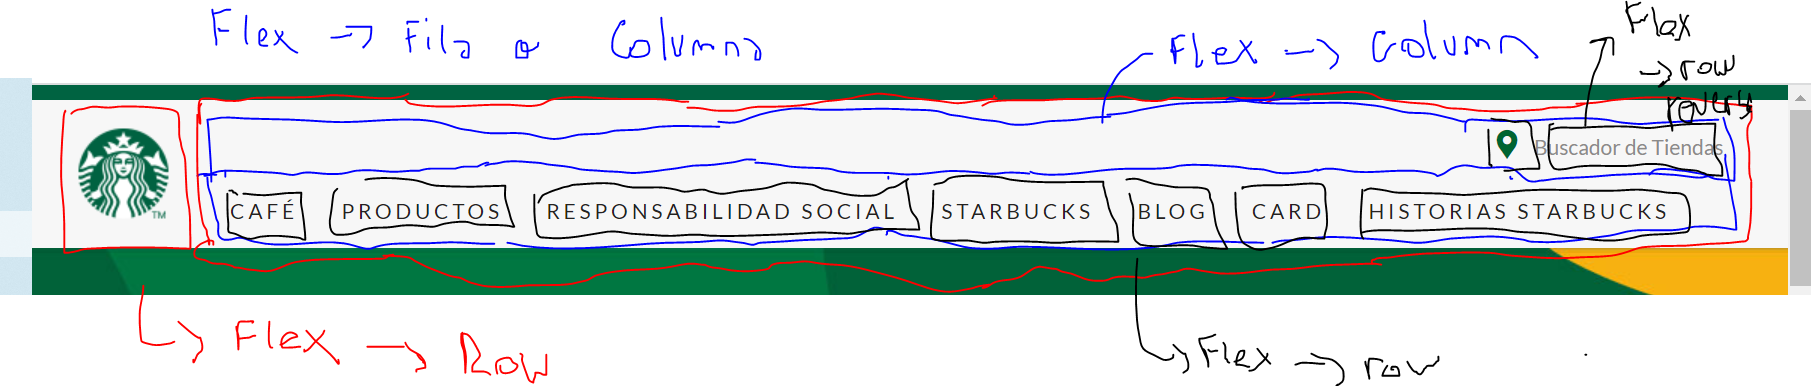 Flex → Fila o Columna
Flex → Column
Flex
→ row
revers
Buscador de Tiendas
TM
CAFÉ PRODUCTOS RESPONSABILIDAD SOCIAL STARBUCKS BLOG CARD HISTORIAS STARBUCKS
Flex → Row
Flex → row